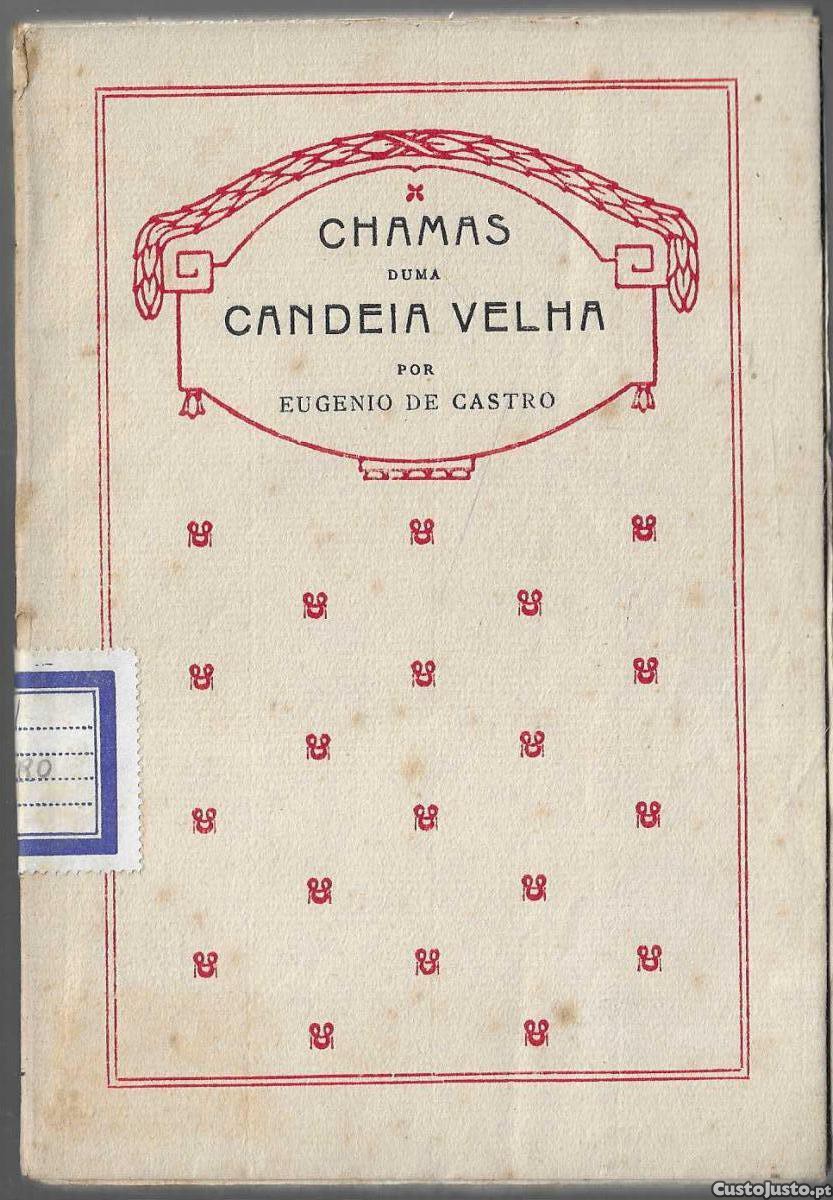 CHAMAS
DUMA
CANDEIA VELHA
POR
EUGENIO DE CASTRO
CustoJusto.pt